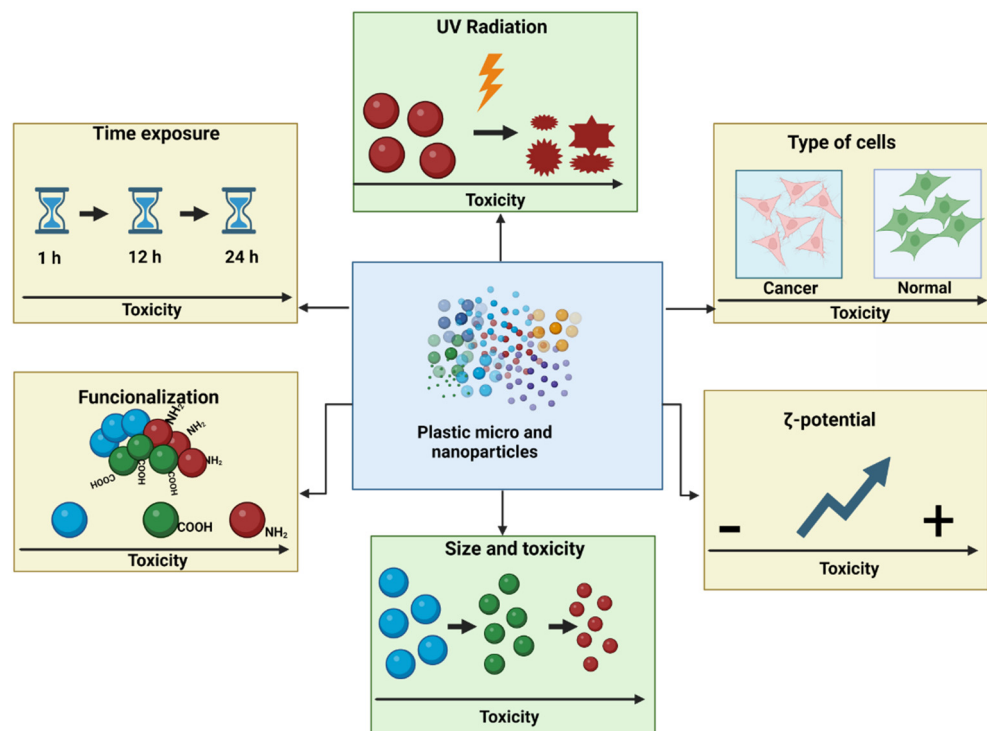 UV Radiation
Toxicity
Time exposure
1 h
12 h
24 h
Toxicity
Type of cells
Cancer
Normal
Toxicity
Plastic micro and
nanoparticles
Funcionalization
NH₂
NH₂
NH₂
COOH
COOH
COOH
COOH
NH₂
Toxicity
ζ-potential
-
+
Toxicity
Size and toxicity
Toxicity